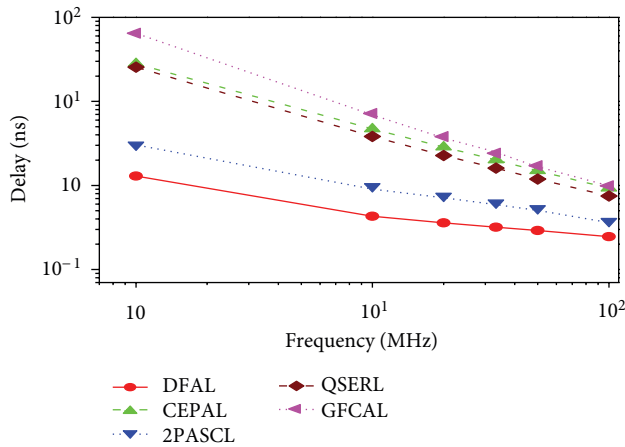 10²
10¹
10
10⁻¹
Delay (ns)
10
10¹
10²
Frequency (MHz)
DFAL
CEPAL
2PASCL
QSERL
GFCAL